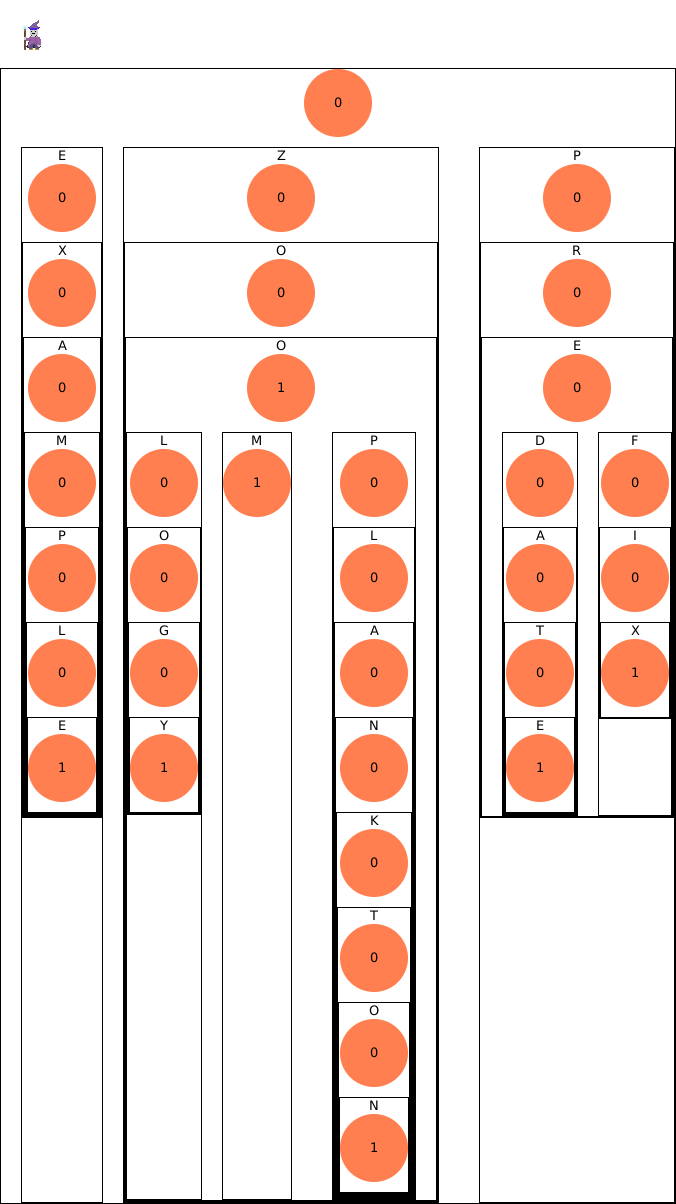 0
E Z P
0 0 0
X O R
0 0 0
A O E
0 1 0
L M P D F
M
0 0 1 0 0 0
P O L A I
0 0 0 0 0
L G A T X
0 0 0 0 1
E Y N E
1 1 0 1
K
0
T
0
O
0
N
1